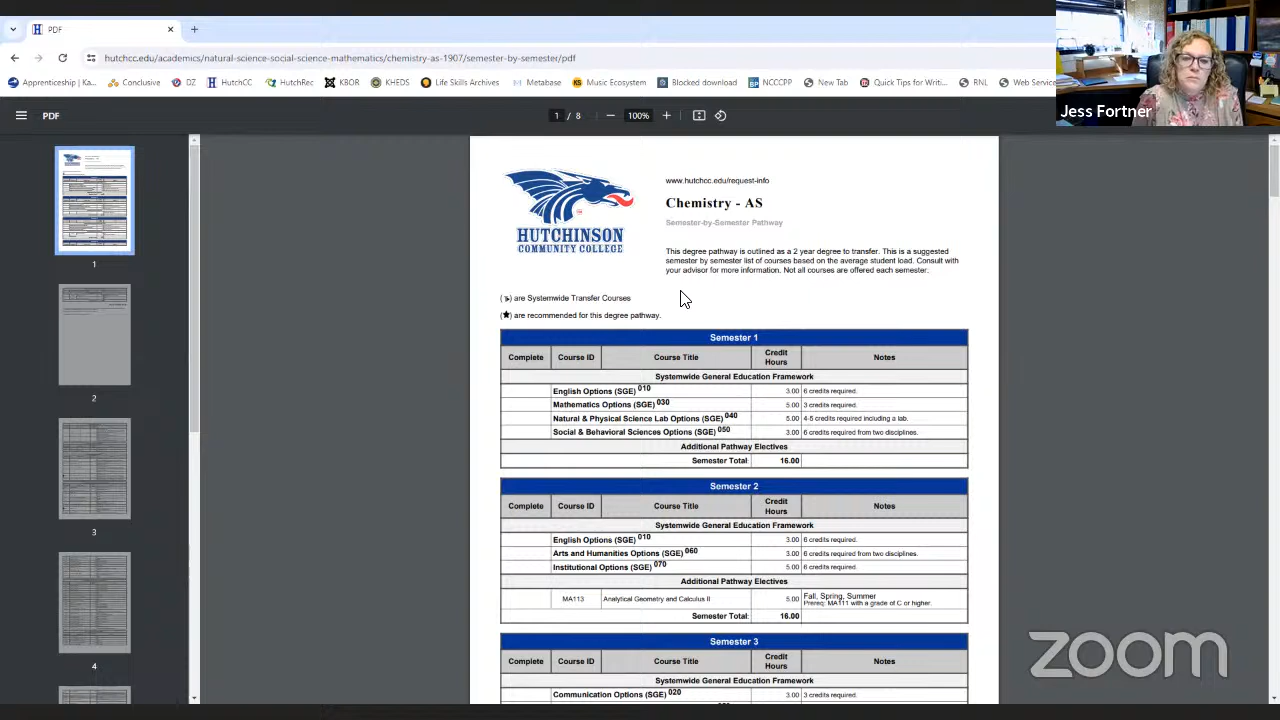 PDF
hutchcc.edu/academics/natural-science-social-science-mathematics/chemistry-as-1907/semester-by-semester/pdf
Apprenticeship | Ka... Conclusive DZ HutchCC HutchRec KBOR KHEDS Skills Archives Metabase Music Ecosystem Blocked download NCCCPP New Tab Quick Tips for Writi... RNL Web Service
Jess Fortner
PDF 1 / 8 100%
www.hutchcc.edu/request-info
Chemistry - AS
Semester-by-Semester Pathway
HUTCHINSON
COMMUNITY COLLEGE
This degree pathway is outlined as a 2 year degree to transfer. This is a suggested
semester by semester list of courses based on the average student load. Consult with
your advisor for more information. Not all courses are offered each semester.
(➤) are Systemwide Transfer Courses
(★) are recommended for this degree pathway.
Semester 1
Complete Course ID Course Title Credit Hours Notes
Systemwide General Education Framework
English Options (SGE) 010 3.00 6 credits required.
Mathematics Options (SGE) 030 5.00 3 credits required.
Natural & Physical Science Lab Options (SGE) 040 5.00 4-5 credits required including a lab.
Social & Behavioral Sciences Options (SGE) 050 3.00 6 credits required from two disciplines.
Additional Pathway Electives
Semester Total: 16.00
Semester 2
Complete Course ID Course Title Credit Hours Notes
Systemwide General Education Framework
English Options (SGE) 010 3.00 6 credits required.
Arts and Humanities Options (SGE) 060 3.00 6 credits required from two disciplines.
Institutional Options (SGE) 070 5.00 6 credits required.
Additional Pathway Electives
MA113 Analytical Geometry and Calculus II 5.00 Fall, Spring, Summer
Prereq: MA111 with a grade of C or higher.
Semester Total: 16.00
Semester 3
Complete Course ID Course Title Credit Hours Notes
Systemwide General Education Framework
Communication Options (SGE) 020 3.00 3 credits required.
1
2
3
4
zoom